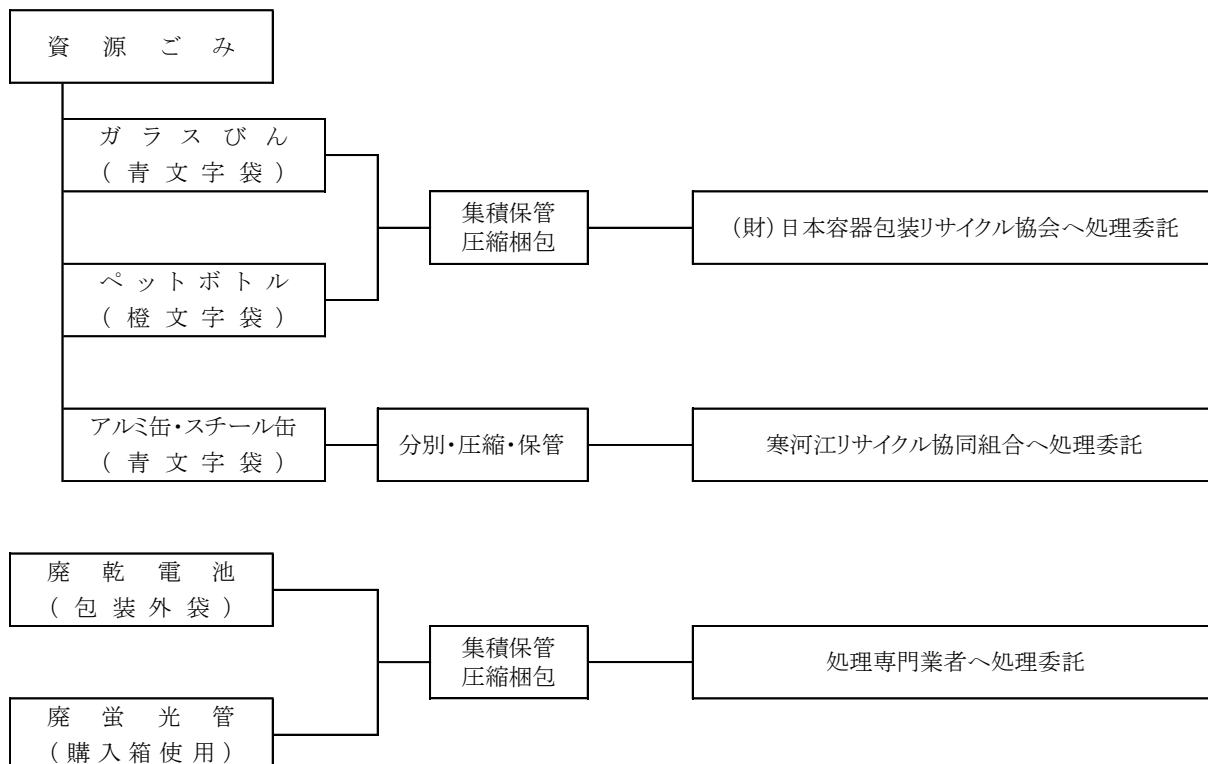 資源ごみ
ガラスびん
(青文字袋)
集積保管
圧縮梱包
(財)日本容器包装リサイクル協会へ処理委託
ペットボトル
(橙文字袋)
アルミ缶・スチール缶
(青文字袋)
分別・圧縮・保管
寒河江リサイクル協同組合へ処理委託
廃乾電池
(包装外袋)
集積保管
圧縮梱包
処理専門業者へ処理委託
廃蛍光管
(購入箱使用)